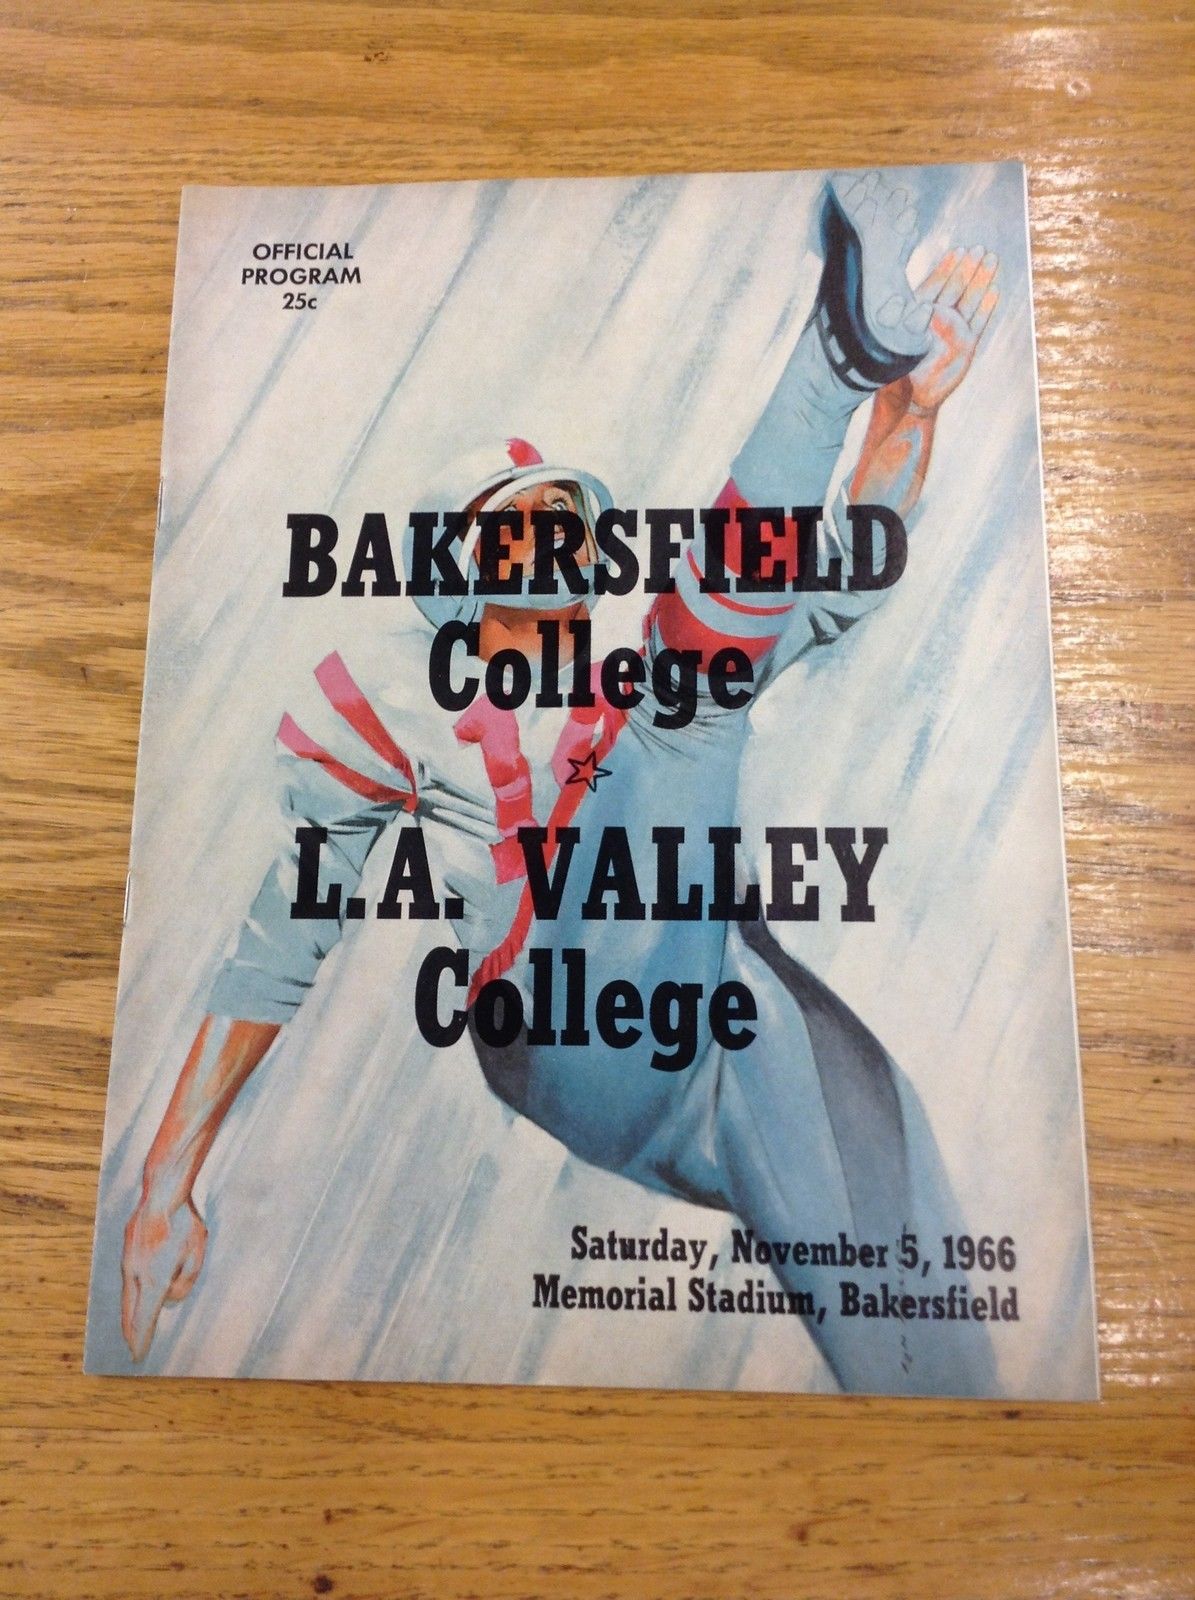 OFFICIAL
PROGRAM
25c
BAKERSFIELD
College
L.A. VALLEY
College
Saturday, November 5, 1966
Memorial Stadium, Bakersfield